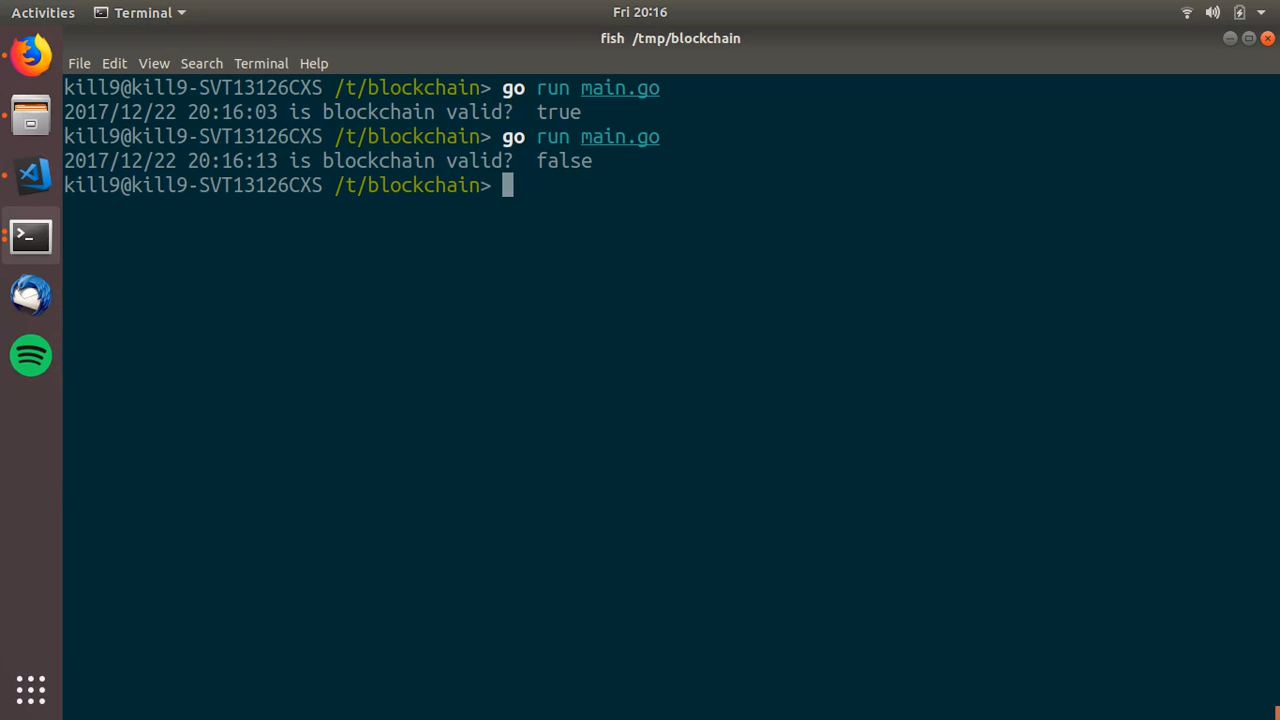 Activities Terminal Fri 20:16
fish /tmp/blockchain
File Edit View Search Terminal Help
kill9@kill9-SVT13126CXS /t/blockchain> go run main.go
2017/12/22 20:16:03 is blockchain valid?  true
kill9@kill9-SVT13126CXS /t/blockchain> go run main.go
2017/12/22 20:16:13 is blockchain valid?  false
kill9@kill9-SVT13126CXS /t/blockchain>